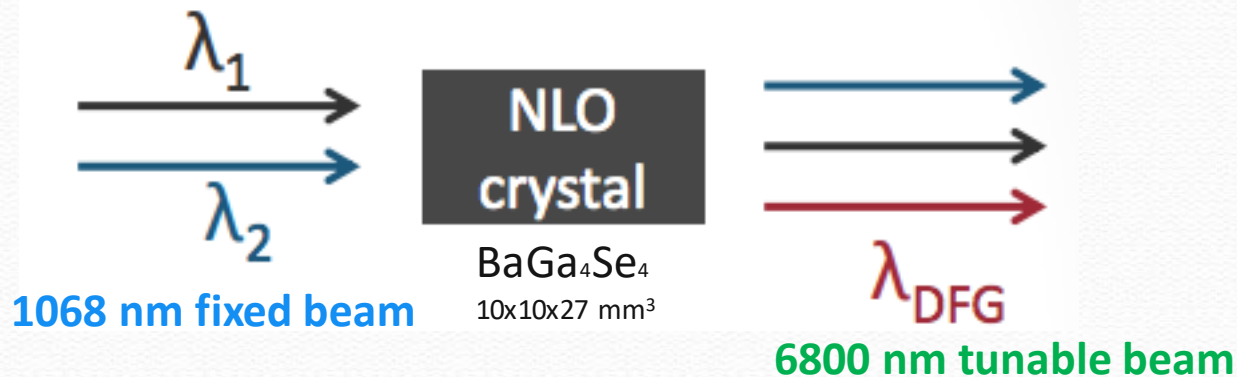 λ₁
λ₂
1068 nm fixed beam
NLO
crystal
BaGa₄Se₄
10x10x27 mm³
λDFG
6800 nm tunable beam